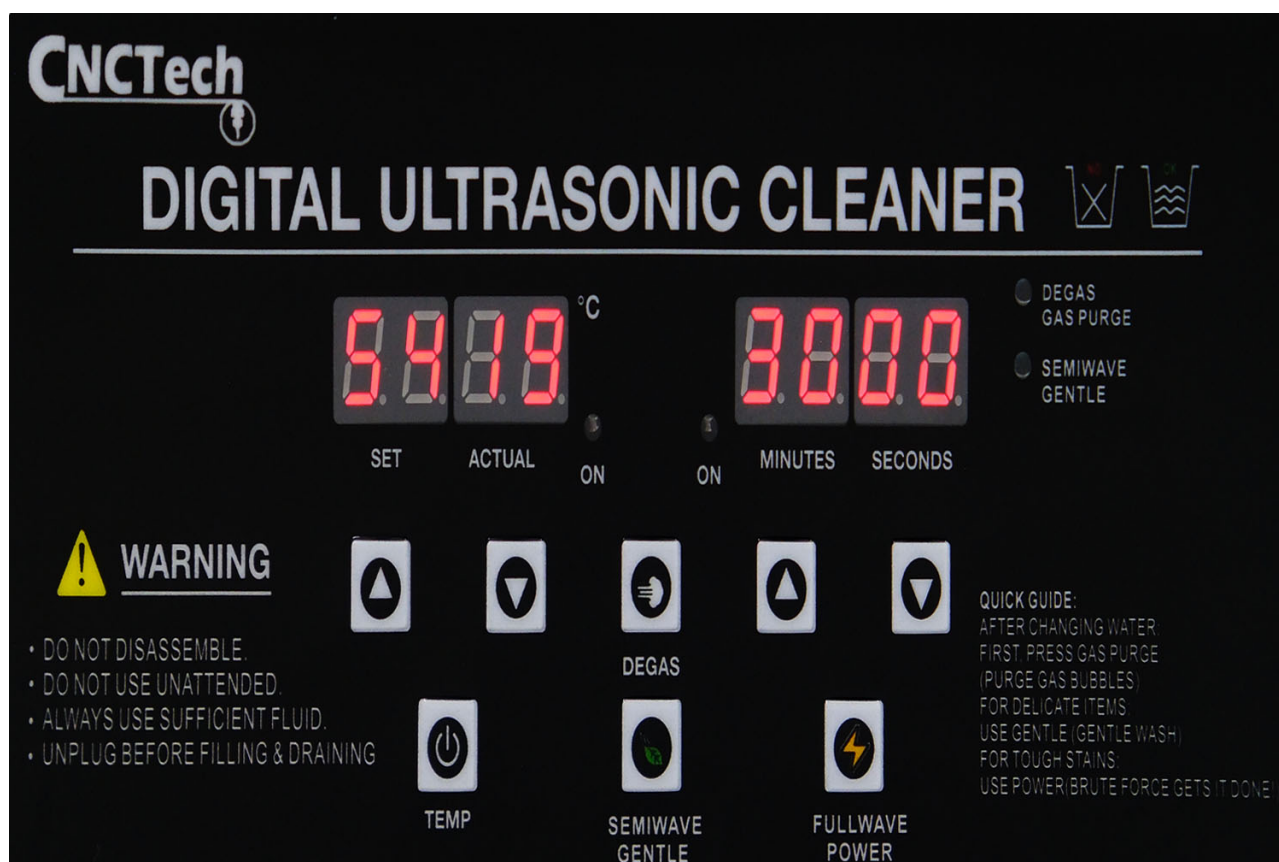 CNCTech
DIGITAL ULTRASONIC CLEANER
NO OK
54 19 °C 30 00
DEGAS
GAS PURGE
SEMIWAVE
GENTLE
SET ACTUAL ON ON MINUTES SECONDS
WARNING
• DO NOT DISASSEMBLE.
• DO NOT USE UNATTENDED.
• ALWAYS USE SUFFICIENT FLUID.
• UNPLUG BEFORE FILLING & DRAINING
DEGAS
TEMP
SEMIWAVE
GENTLE
FULLWAVE
POWER
QUICK GUIDE:
AFTER CHANGING WATER:
FIRST, PRESS GAS PURGE
(PURGE GAS BUBBLES)
FOR DELICATE ITEMS:
USE GENTLE (GENTLE WASH)
FOR TOUGH STAINS:
USE POWER(BRUTE FORCE GETS IT DONE)